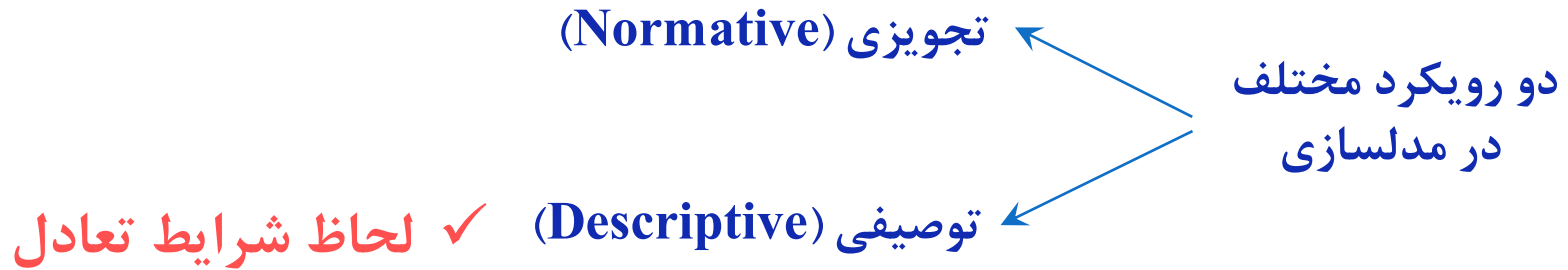 دو رویکرد مختلف
در مدلسازی
تجویزی (Normative)
توصیفی (Descriptive) ✓ لحاظ شرایط تعادل